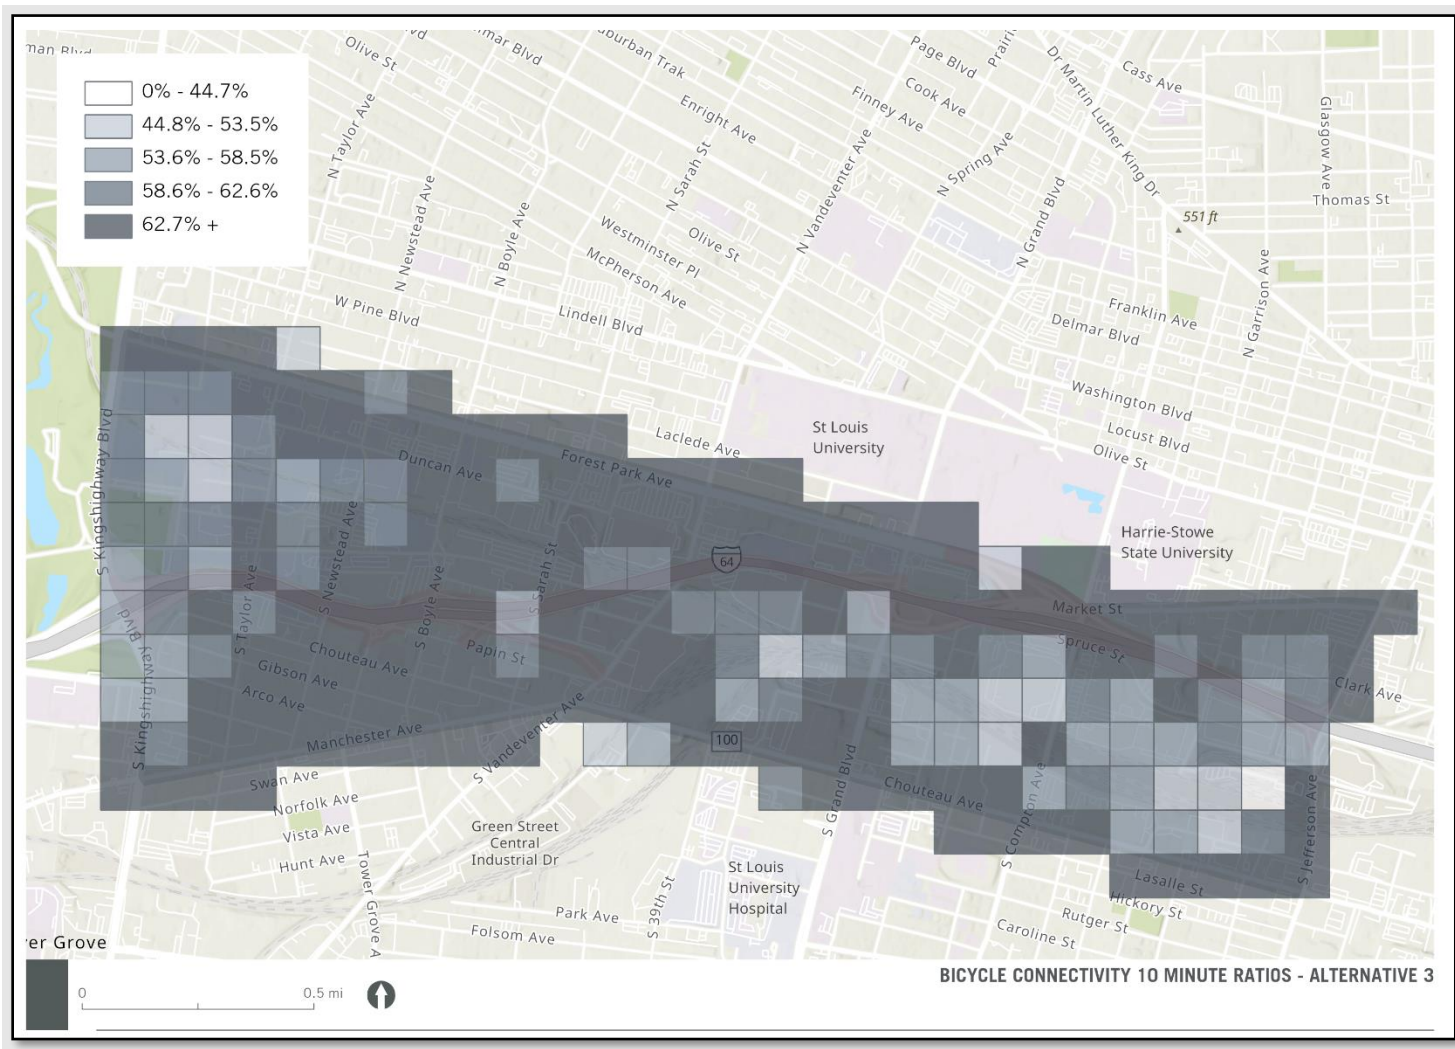 man Blvd
Olive St
Suburban Trak
Page Blvd
Cass Ave
Dr Martin Luther King Dr
Cook Ave
Finney Ave
Enright Ave
Glasgow Ave
Thomas St
551 ft
N Taylor Ave
N Newstead Ave
N Boyle Ave
N Sarah St
N Vandeventer Ave
N Spring Ave
N Grand Blvd
N Garrison Ave
Olive St
Westminster Pl
McPherson Ave
W Pine Blvd
Lindell Blvd
Franklin Ave
Delmar Blvd
Washington Blvd
Locust Blvd
Olive St
0% - 44.7%
44.8% - 53.5%
53.6% - 58.5%
58.6% - 62.6%
62.7% +
St Louis
University
Laclede Ave
Forest Park Ave
Duncan Ave
S Kingshighway Blvd
Harrie-Stowe
State University
64
S Newstead Ave
S Taylor Ave
S Boyle Ave
S Sarah St
Market St
Spruce St
Clark Ave
Papin St
Chouteau Ave
Gibson Ave
Arco Ave
Manchester Ave
S Kingshighway Blvd
S Vandeventer Ave
100
Swan Ave
Norfolk Ave
Vista Ave
Hunt Ave
Tower Grove A
Green Street
Central
Industrial Dr
S Grand Blvd
Chouteau Ave
S Compton Ave
S Jefferson Ave
St Louis
University
Hospital
S 39th St
Park Ave
Folsom Ave
Lasalle St
Hickory St
Rutger St
Caroline St
er Grove
0
0.5 mi
BICYCLE CONNECTIVITY 10 MINUTE RATIOS - ALTERNATIVE 3